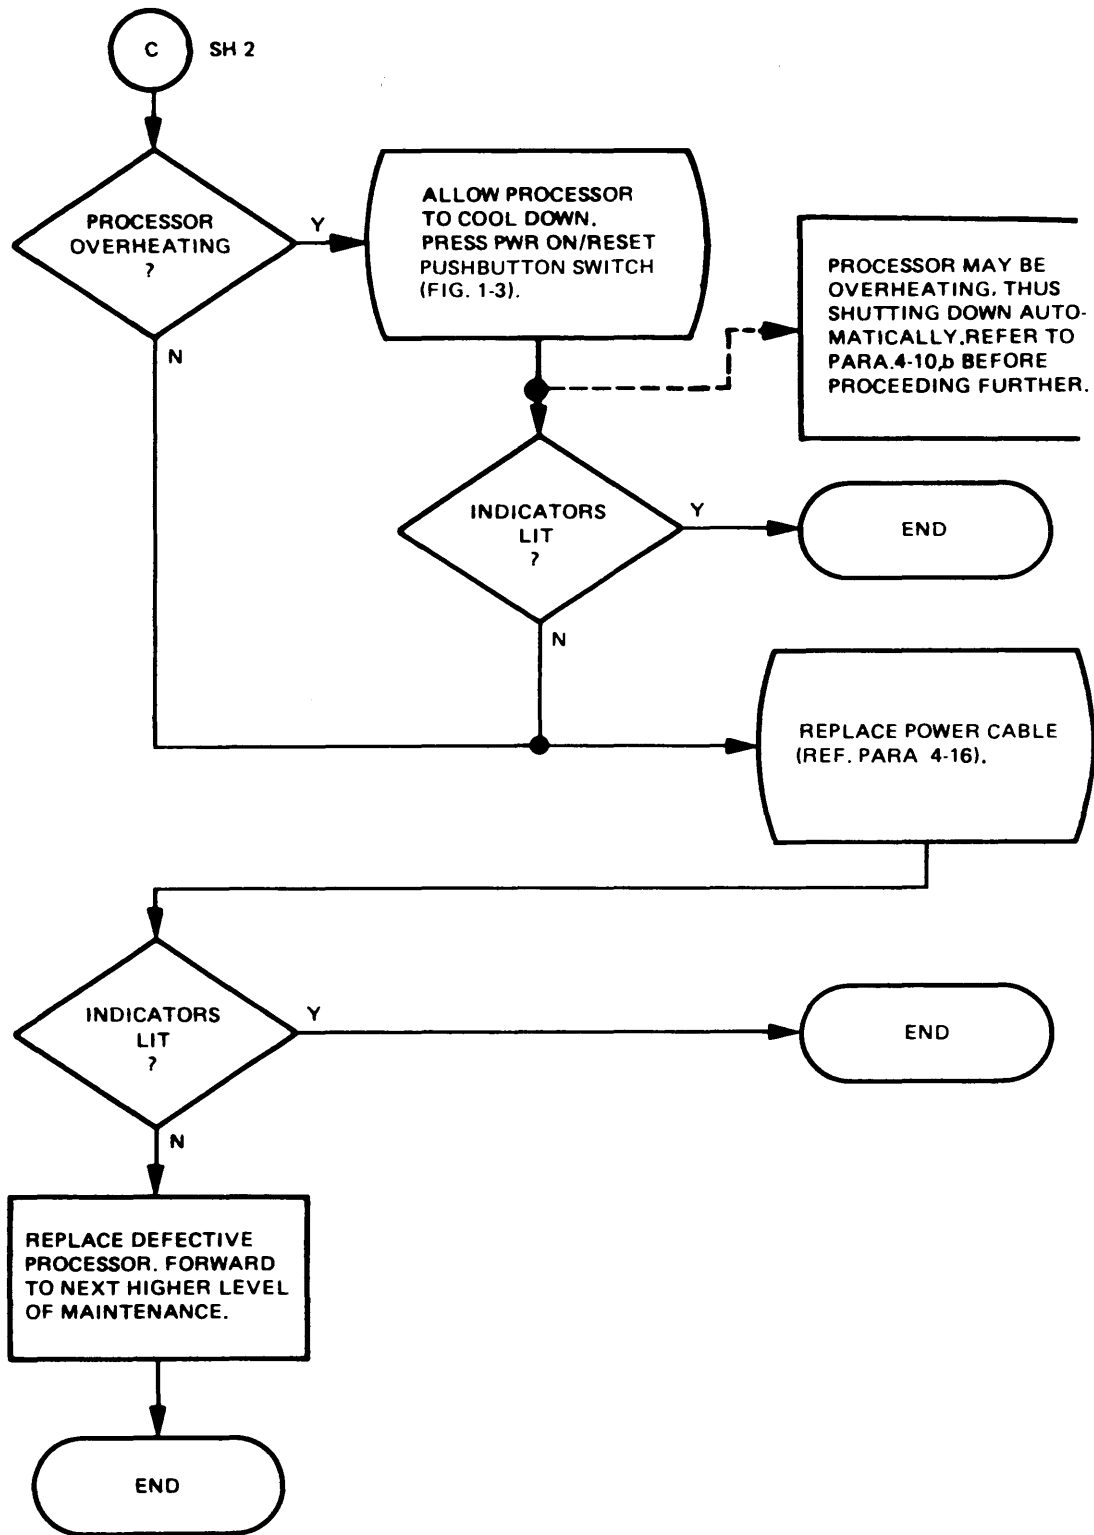 C SH 2
PROCESSOR
OVERHEATING
?
Y
N
ALLOW PROCESSOR
TO COOL DOWN.
PRESS PWR ON/RESET
PUSHBUTTON SWITCH
(FIG. 1-3).
PROCESSOR MAY BE
OVERHEATING, THUS
SHUTTING DOWN AUTO-
MATICALLY.REFER TO
PARA.4-10,b BEFORE
PROCEEDING FURTHER.
INDICATORS
LIT
?
Y
N
END
REPLACE POWER CABLE
(REF. PARA 4-16).
INDICATORS
LIT
?
Y
N
END
REPLACE DEFECTIVE
PROCESSOR. FORWARD
TO NEXT HIGHER LEVEL
OF MAINTENANCE.
END